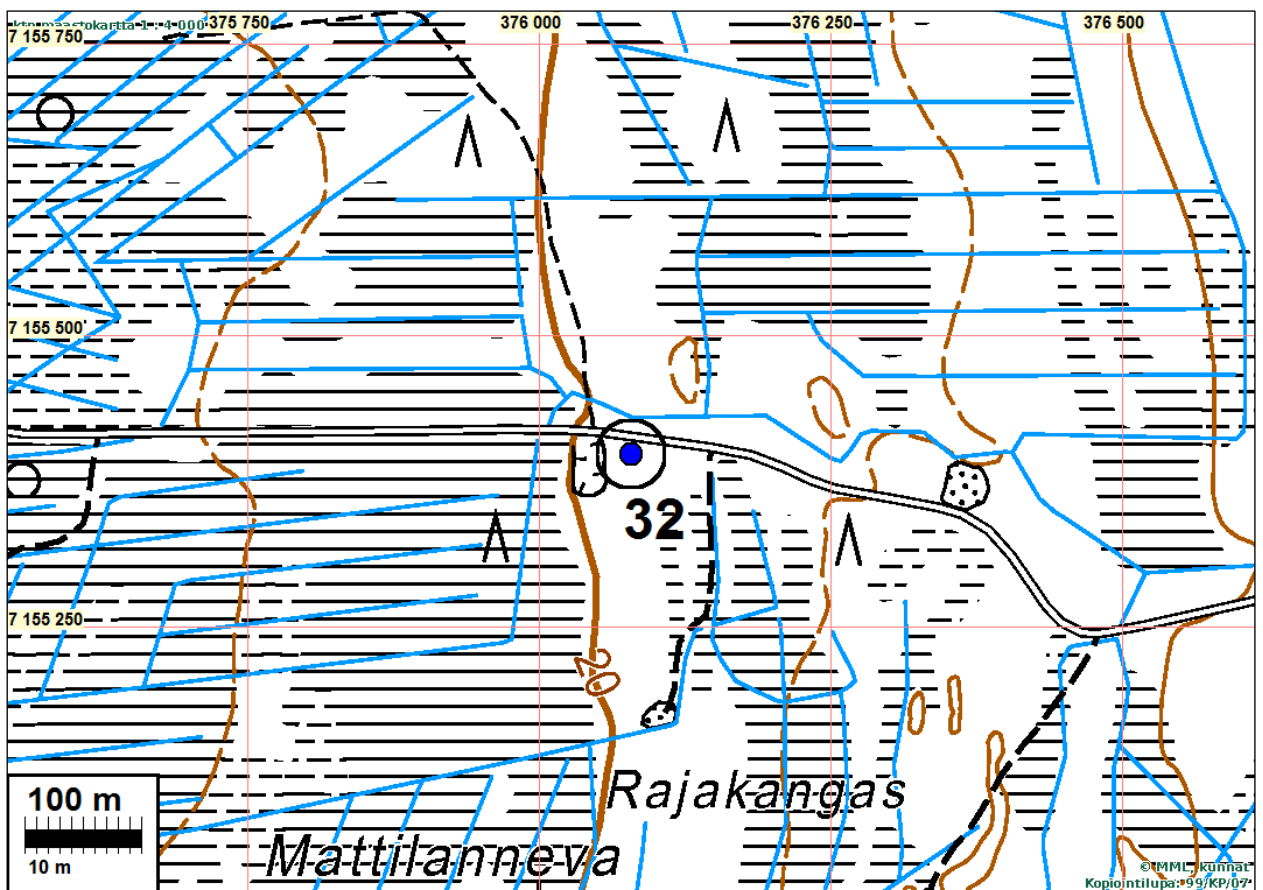 ktp maastokartta 1 : 4 000
375 750
376 000
376 250
376 500
7 155 750
7 155 500
32
7 155 250
20
Rajakangas
100 m
Mattilanneva
10 m
© MML, kunnat
Kopiointilupa: 99/KP/07